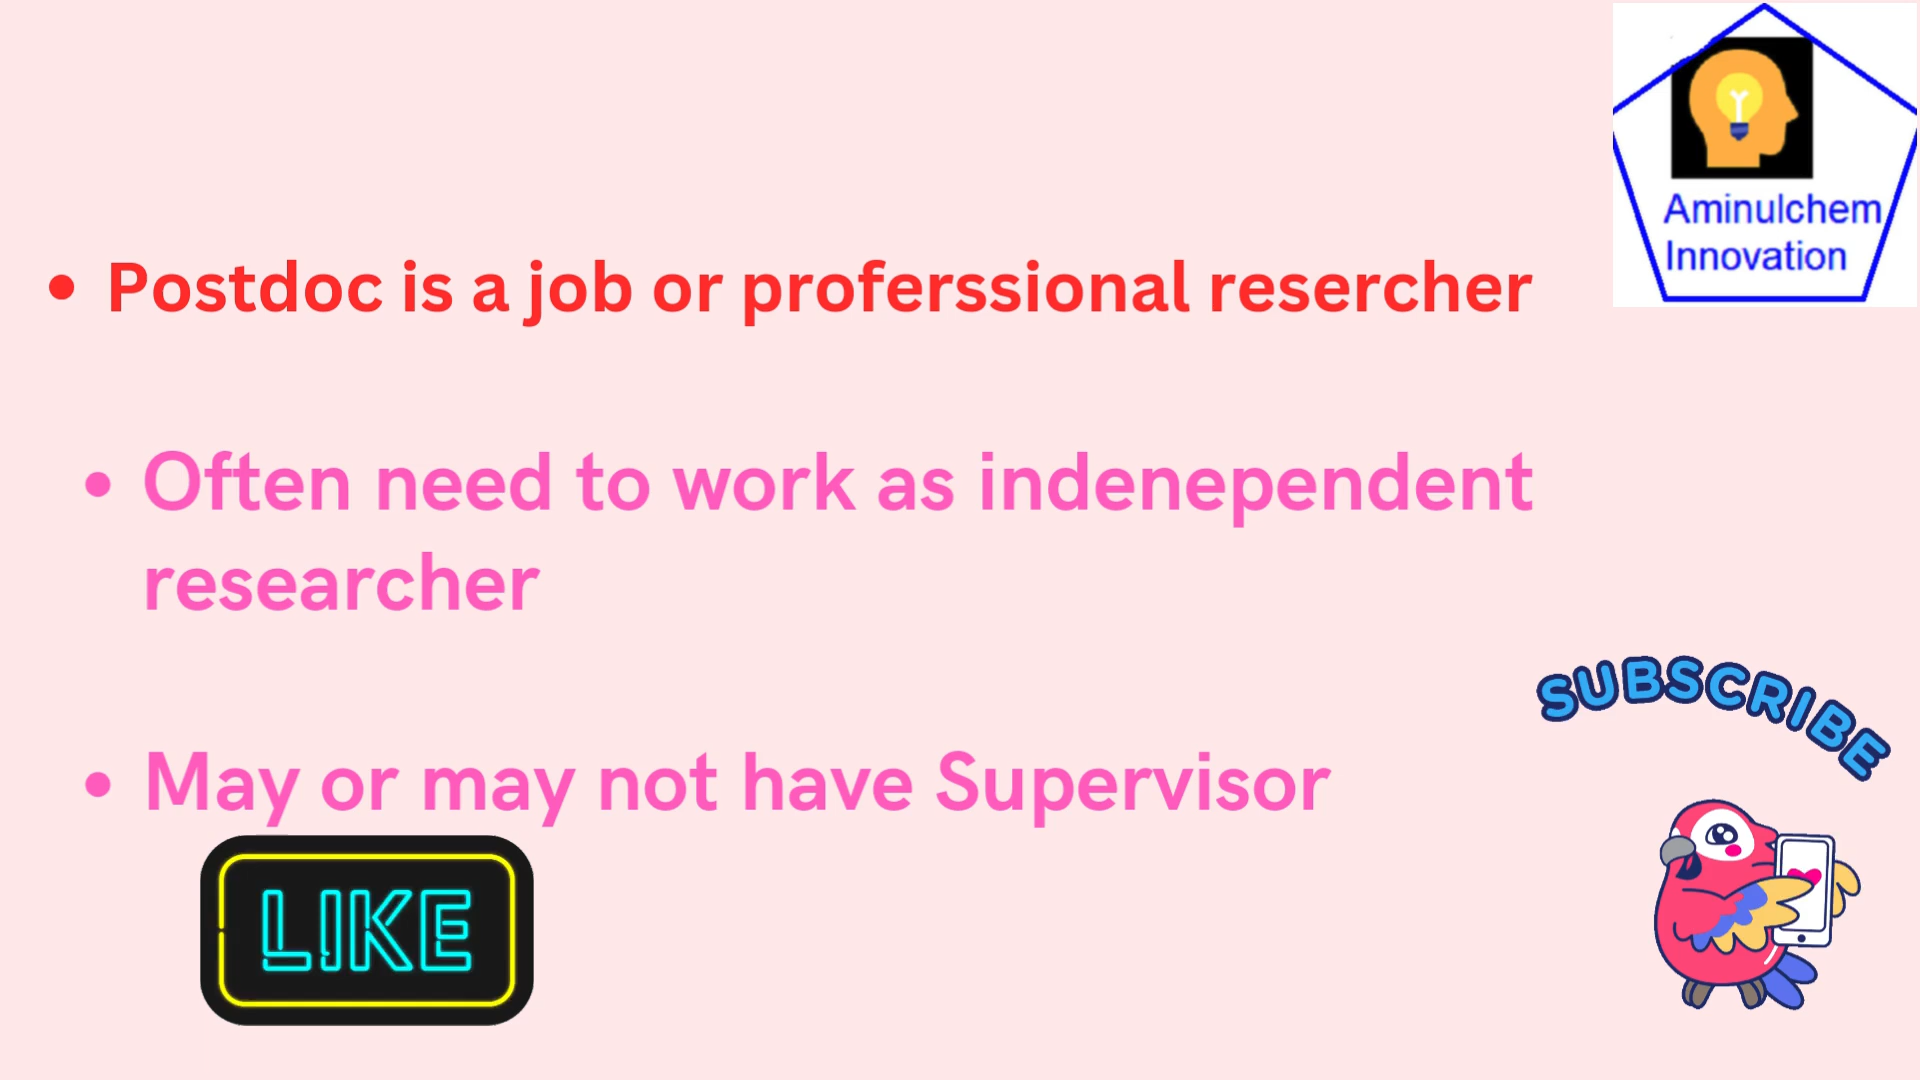 Aminulchem
Innovation
• Postdoc is a job or proferssional resercher
• Often need to work as indenependent
researcher
• May or may not have Supervisor
SUBSCRIBE
LIKE